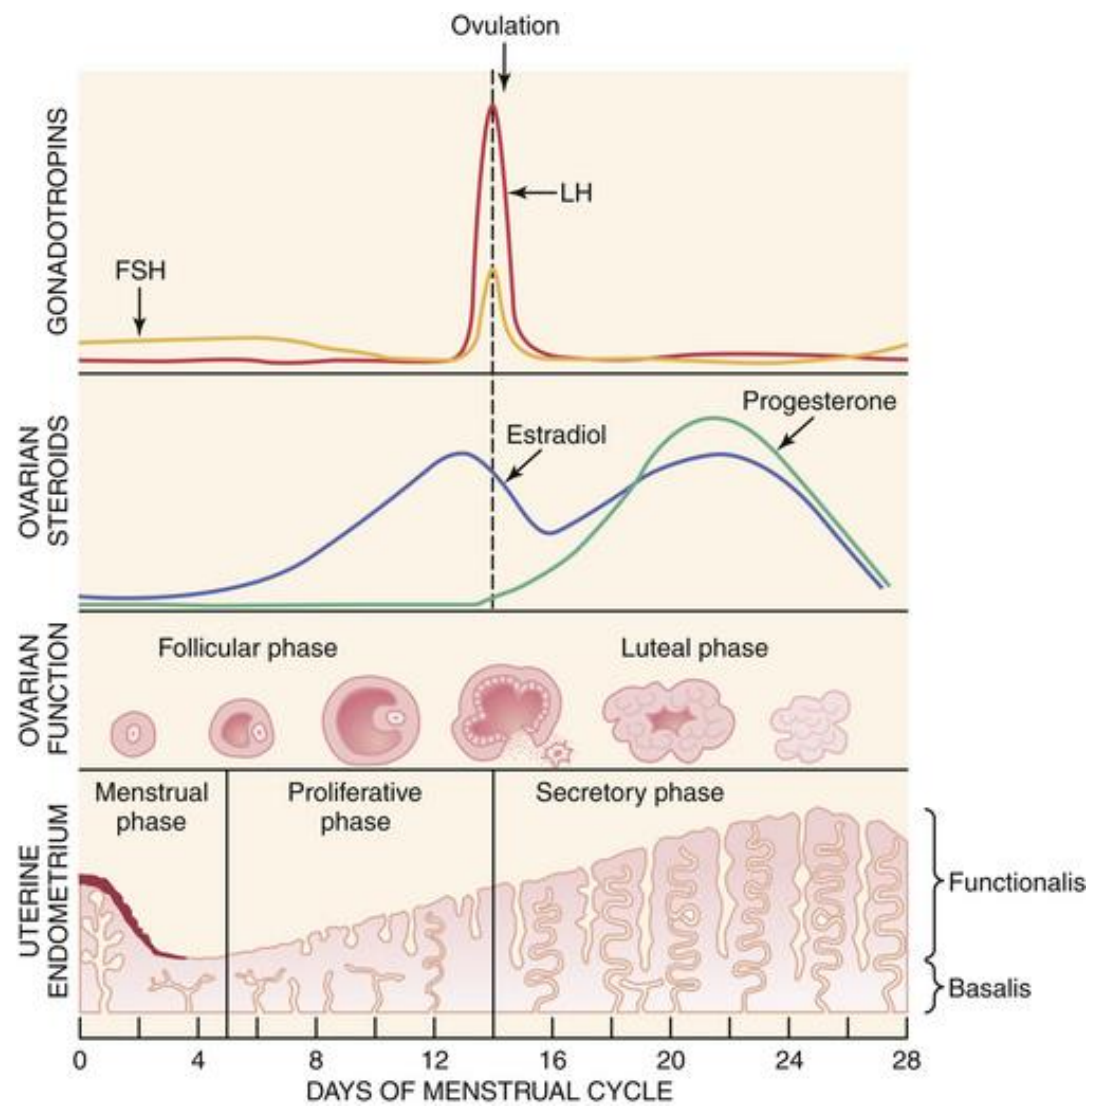 Ovulation
GONADOTROPINS
LH
FSH
OVARIAN
STEROIDS
Progesterone
Estradiol
OVARIAN
FUNCTION
Follicular phase
Luteal phase
UTERINE
ENDOMETRIUM
Menstrual
phase
Proliferative
phase
Secretory phase
Functionalis
Basalis
0 4 8 12 16 20 24 28
DAYS OF MENSTRUAL CYCLE